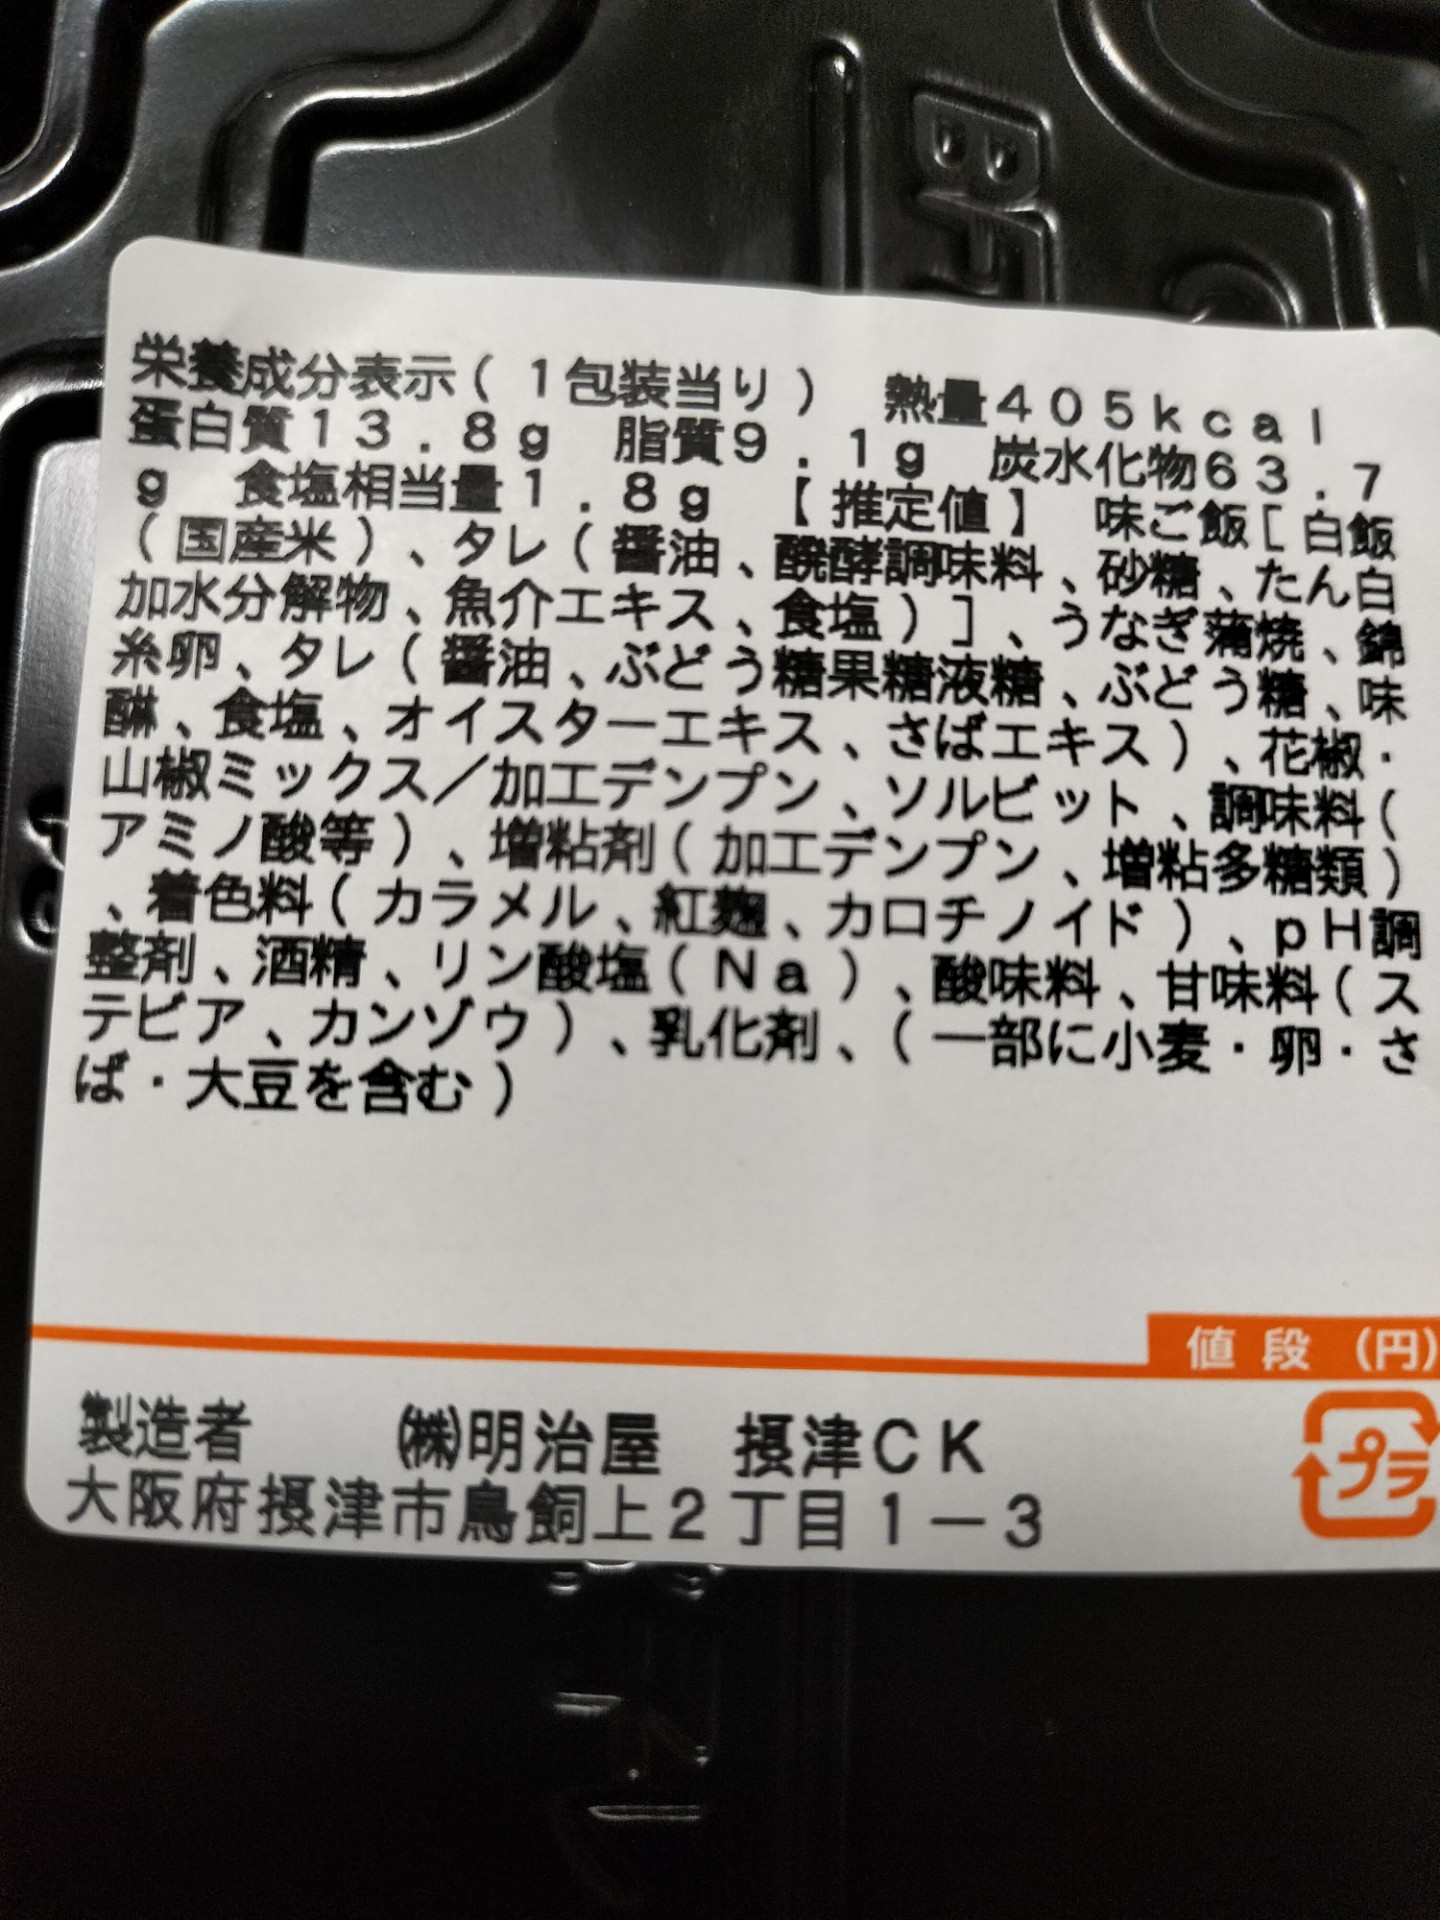 栄養成分表示(1包装当り) 熱量405kcal
蛋白質13.8g 脂質9.1g 炭水化物63.7
g 食塩相当量1.8g 【推定値】 味ご飯[白飯
(国産米)、タレ(醤油、醗酵調味料、砂糖、たん白
加水分解物、魚介エキス、食塩)]、うなぎ蒲焼、錦
糸卵、タレ(醤油、ぶどう糖果糖液糖、ぶどう糖、味
醂、食塩、オイスターエキス、さばエキス)、花椒・
山椒ミックス/加工デンプン、ソルビット、調味料(
アミノ酸等)、増粘剤(加工デンプン、増粘多糖類)
、着色料(カラメル、紅麹、カロチノイド)、pH調
整剤、酒精、リン酸塩(Na)、酸味料、甘味料(ス
テビア、カンゾウ)、乳化剤、(一部に小麦・卵・さ
ば・大豆を含む)
値段 (円)
製造者 ㈱明治屋 摂津CK
大阪府摂津市鳥飼上2丁目1-3
プラ